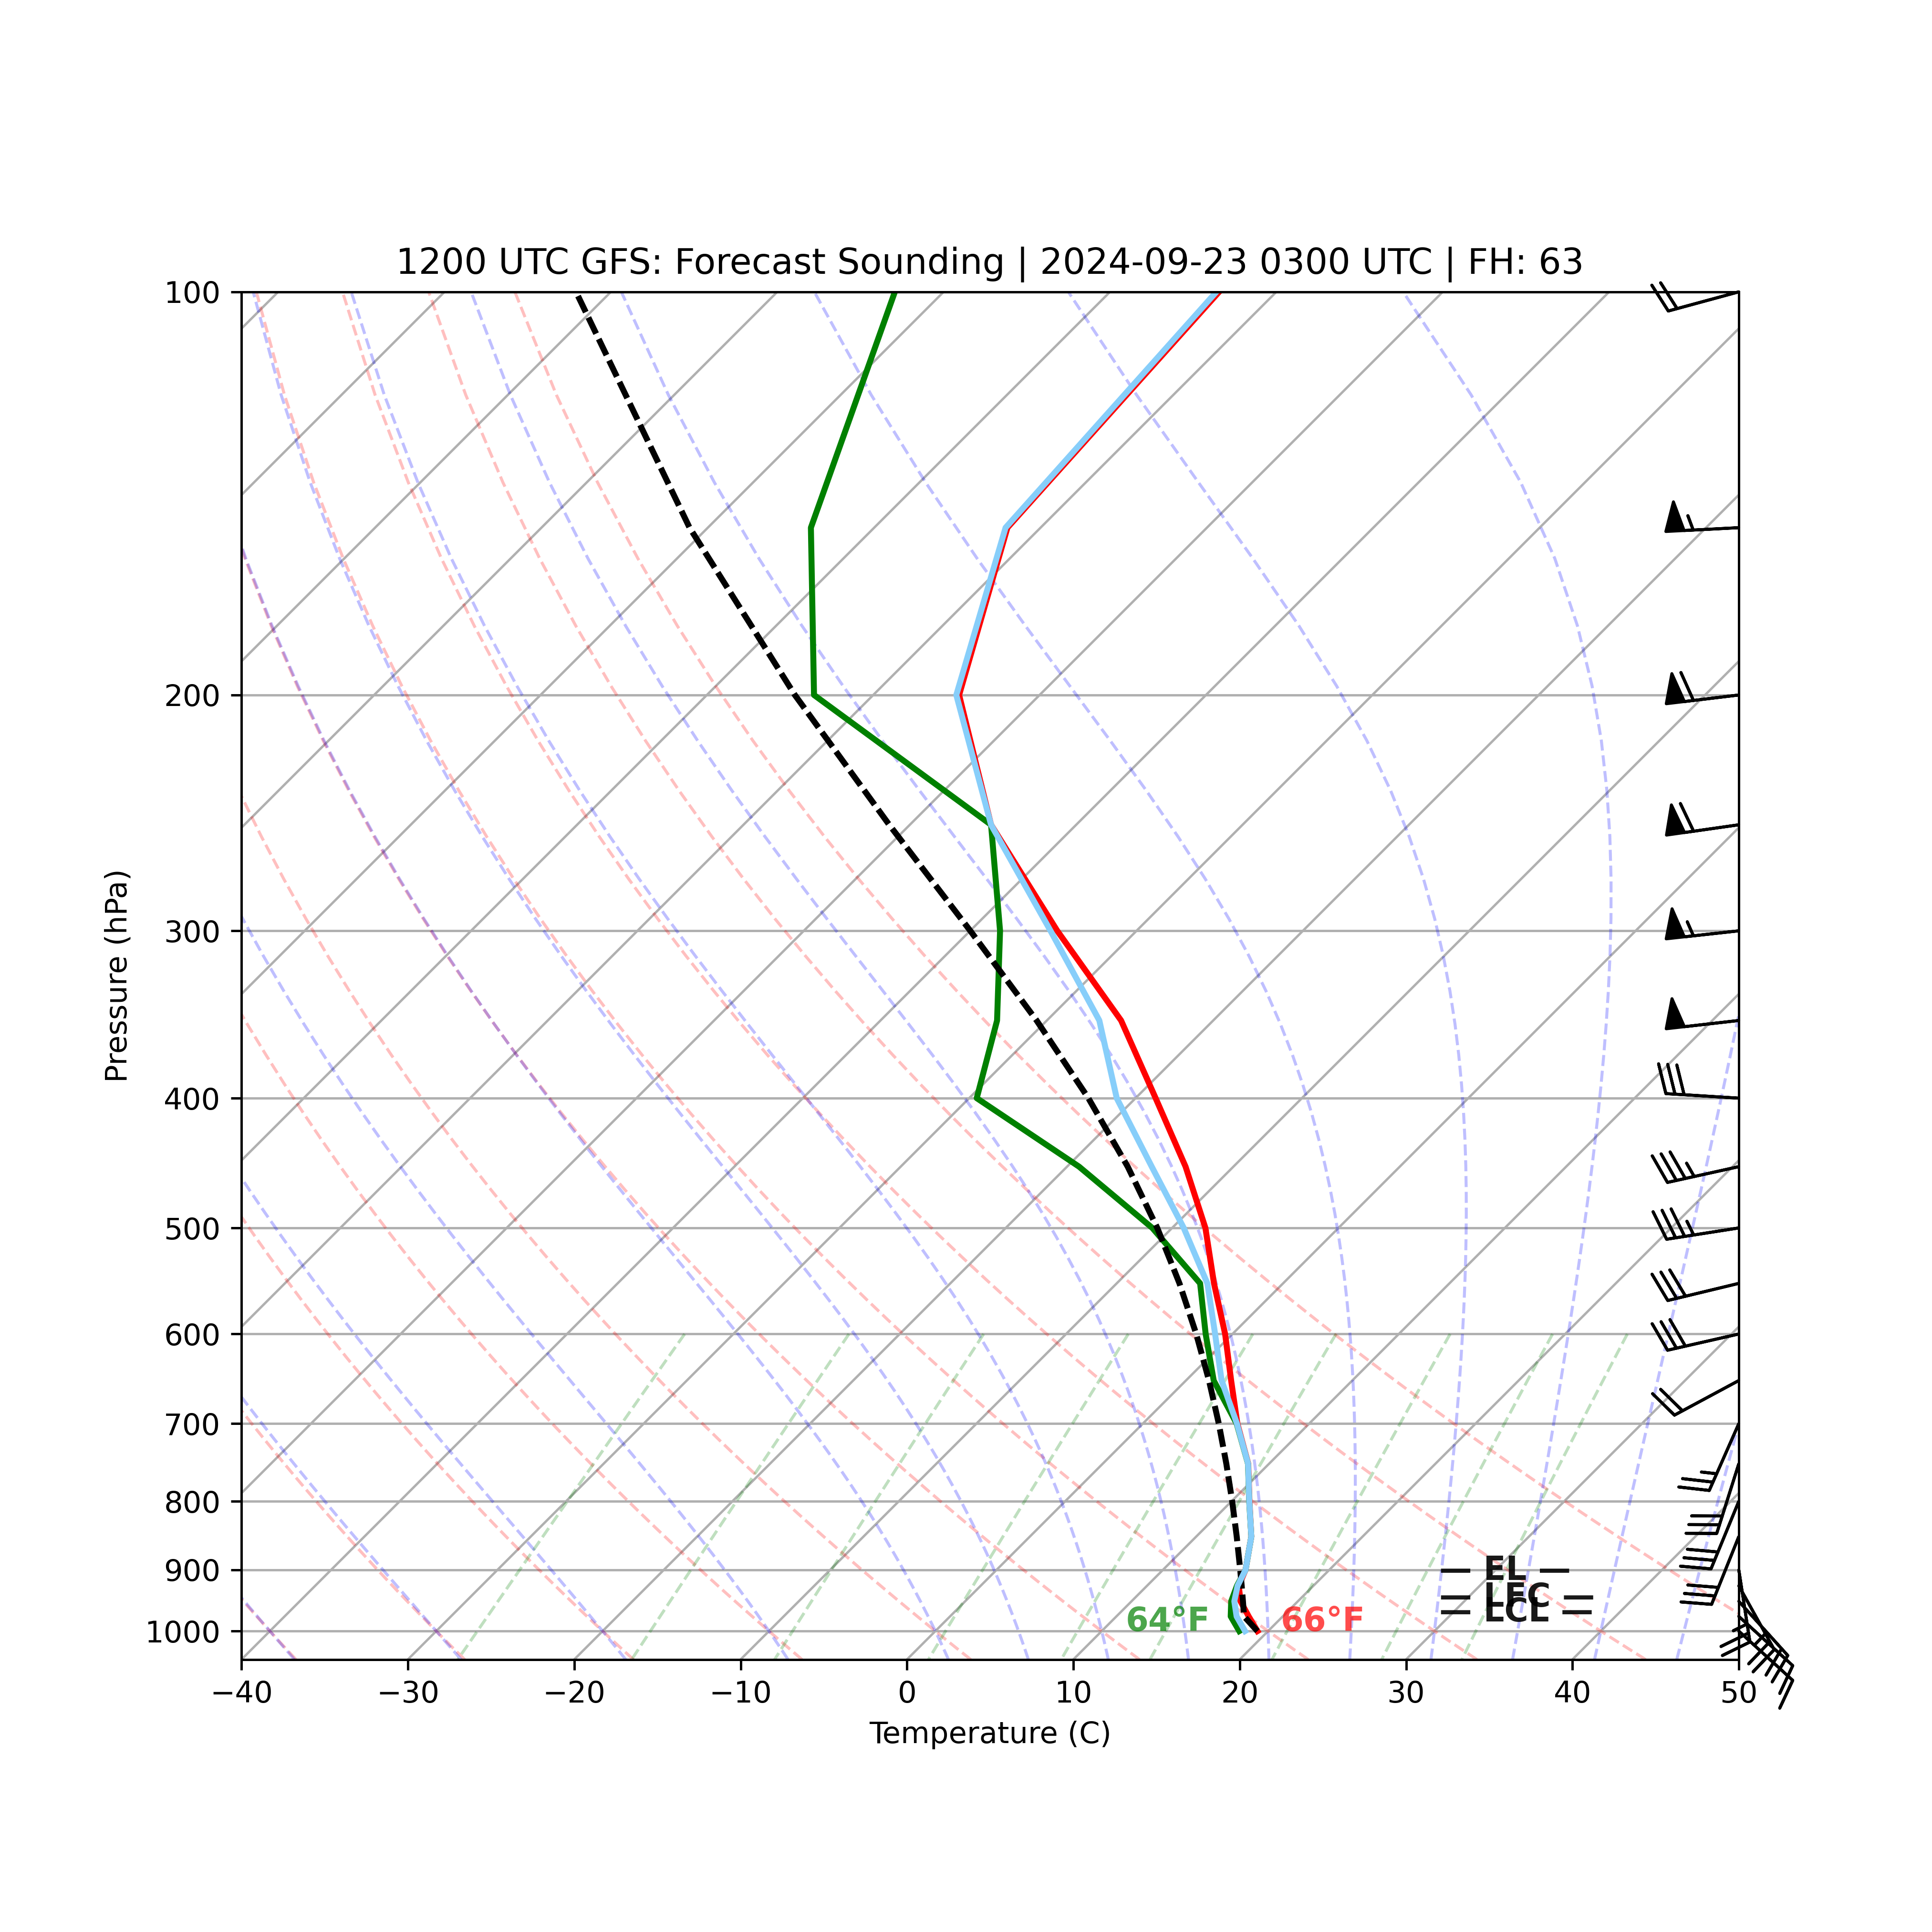 1200 UTC GFS: Forecast Sounding | 2024-09-23 0300 UTC | FH: 63
100
200
300
400
500
600
700
800
900
1000
Pressure (hPa)
— EL —
— LFC —
— LCL —
64°F
66°F
−40 −30 −20 −10 0 10 20 30 40 50
Temperature (C)